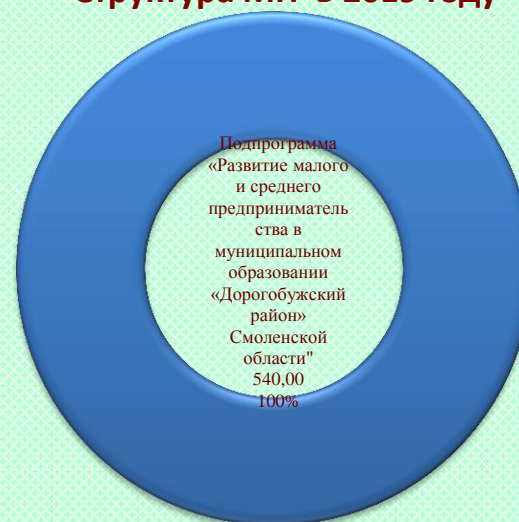 Подпрограмма
«Развитие малого
и среднего
предприниматель
ства в
муниципальном
образовании
«Дорогобужский
район»
Смоленской
области"
540,00
100%